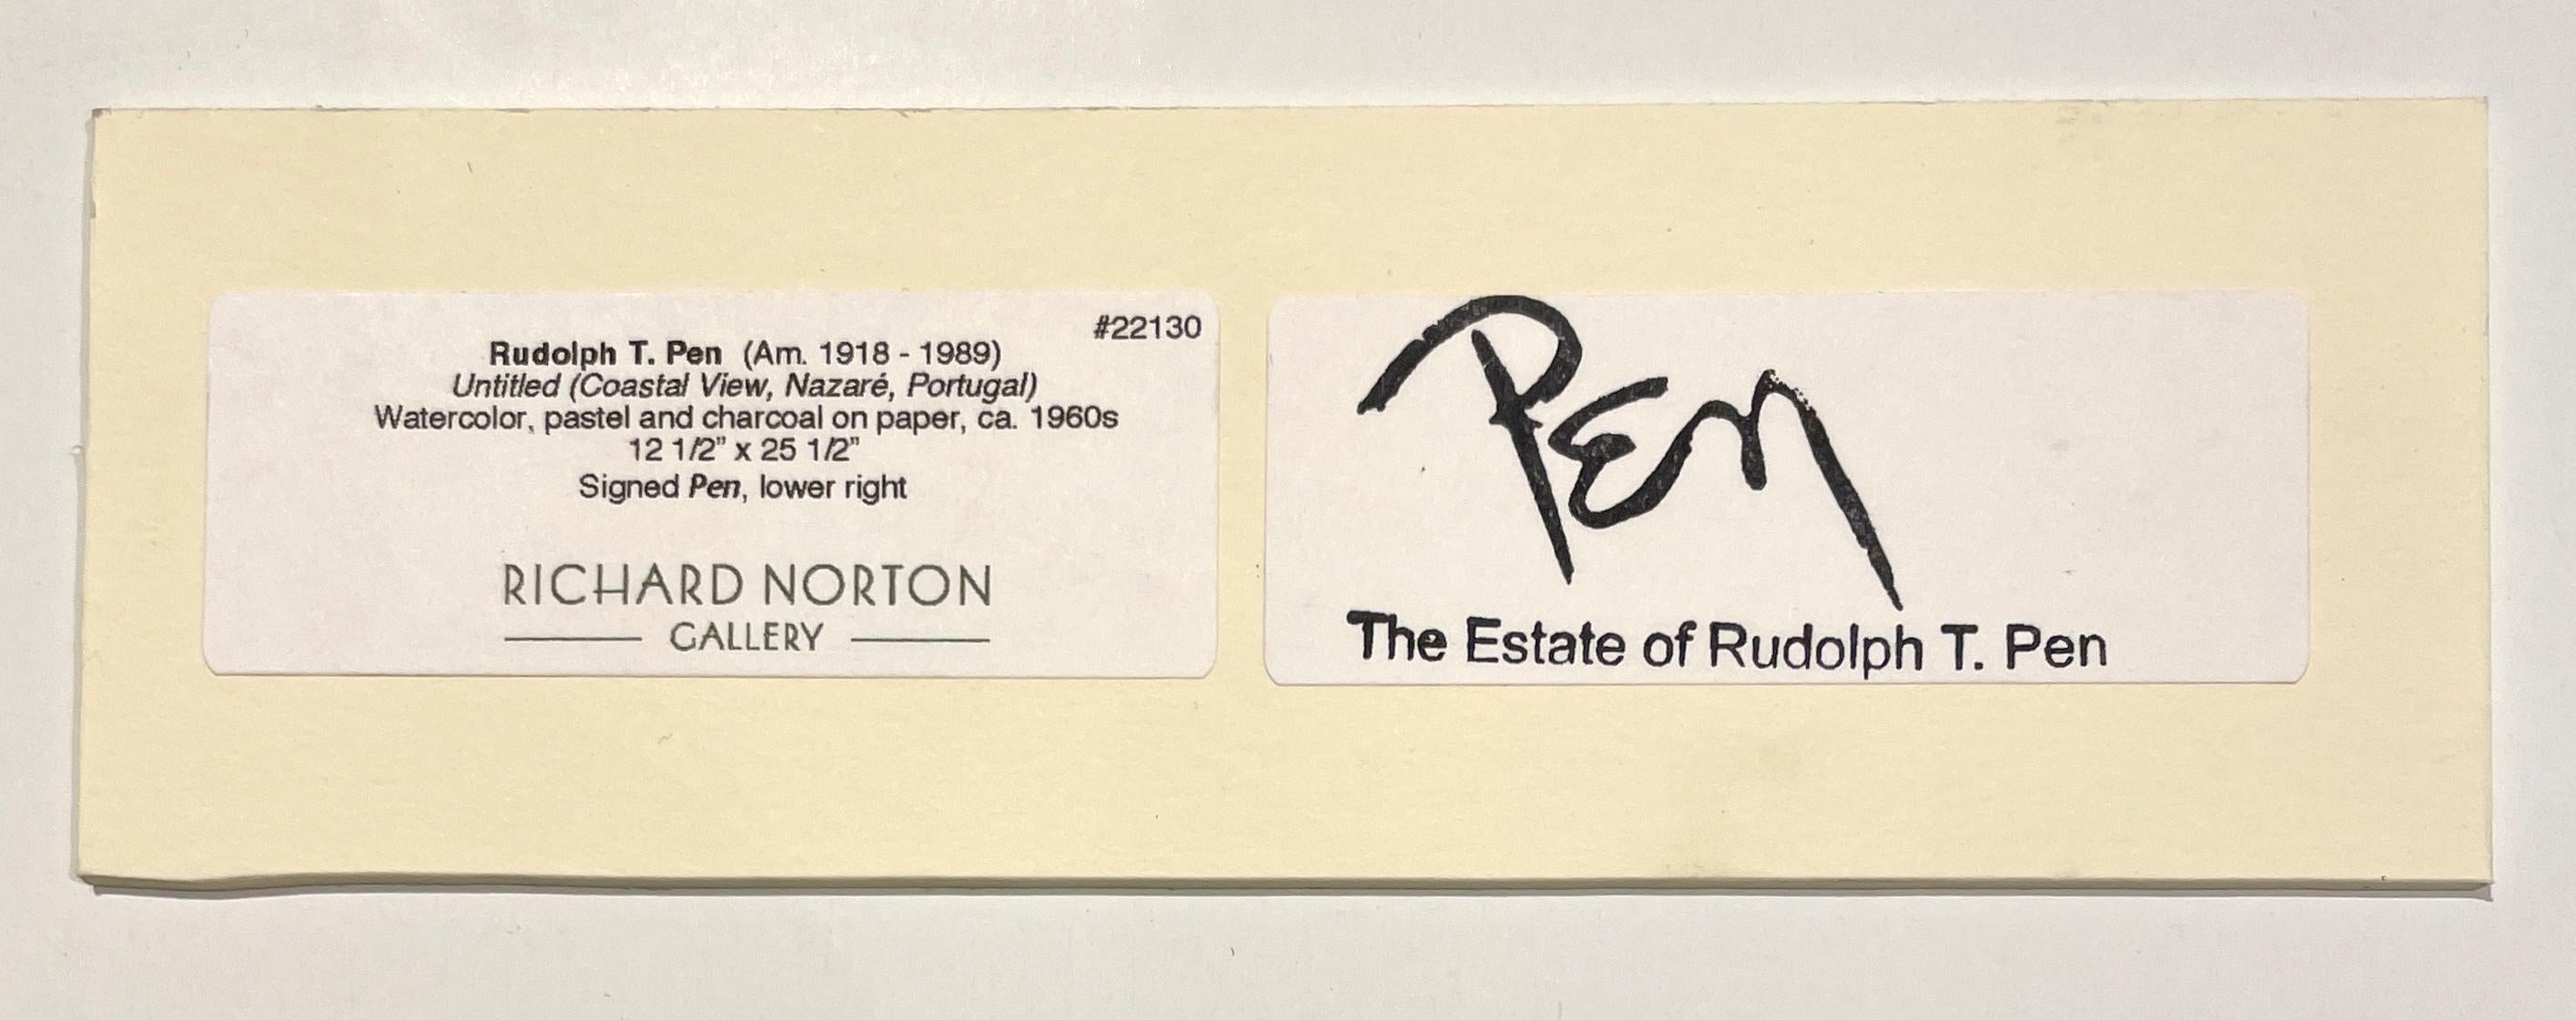 #22130
Rudolph T. Pen (Am. 1918 - 1989)
Untitled (Coastal View, Nazaré, Portugal)
Watercolor, pastel and charcoal on paper, ca. 1960s
12 1/2" x 25 1/2"
Signed Pen, lower right
RICHARD NORTON
GALLERY
Pen
The Estate of Rudolph T. Pen